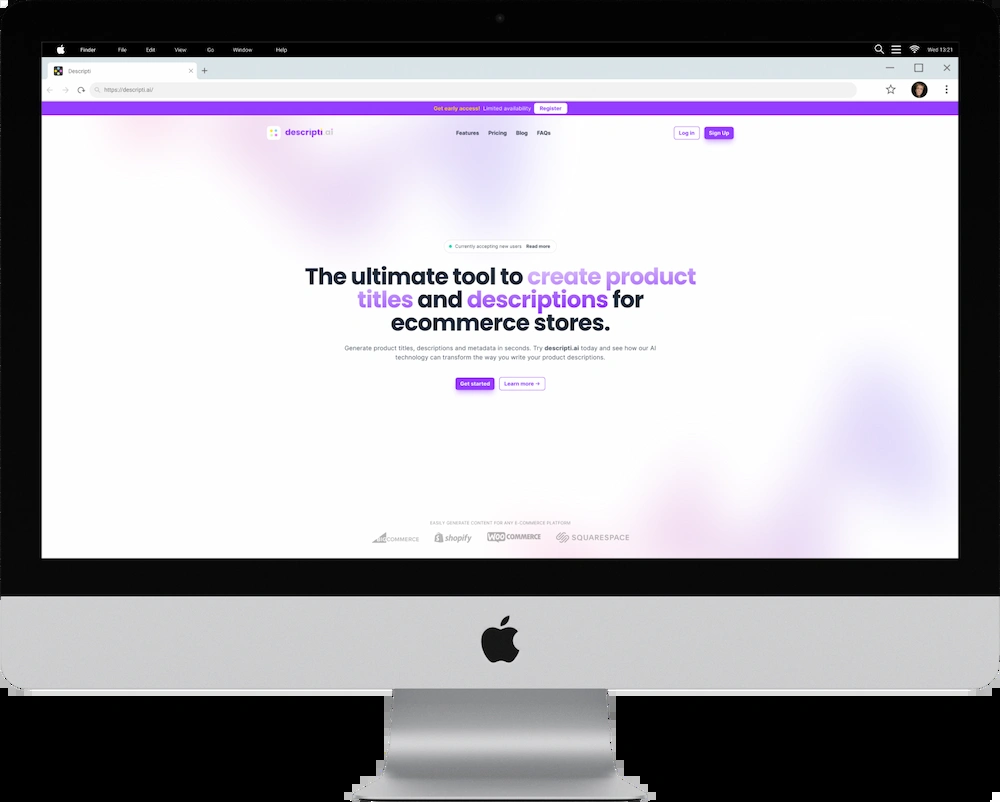 Finder File Edit View Go Window Help Wed 13:21
Descripti
https://descripti.ai/
Get early access! Limited availability Register
descripti.ai Features Pricing Blog FAQs Log in Sign Up
Currently accepting new users Read more
The ultimate tool to create product
titles and descriptions for
ecommerce stores.
Generate product titles, descriptions and metadata in seconds. Try descripti.ai today and see how our AI
technology can transform the way you write your product descriptions.
Get started Learn more →
EASILY GENERATE CONTENT FOR ANY E-COMMERCE PLATFORM
BIGCOMMERCE shopify WOO COMMERCE SQUARESPACE